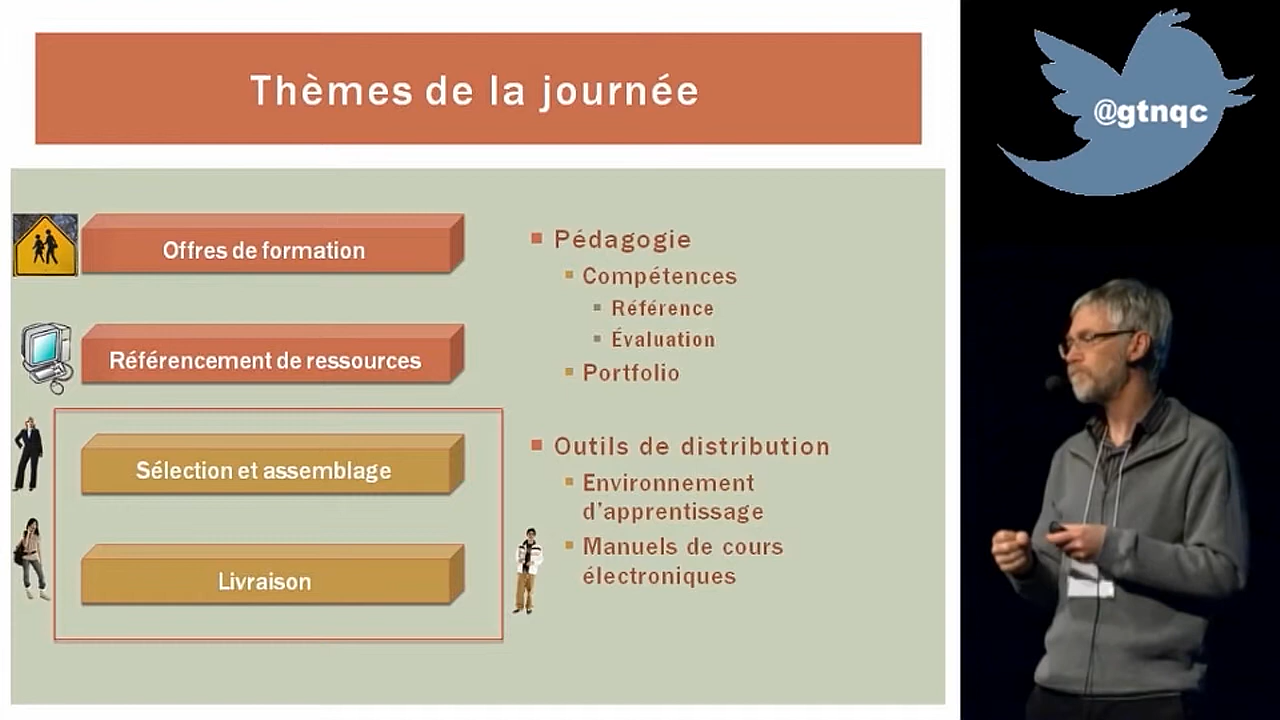 Thèmes de la journée
@gtnqc
Offres de formation
Référencement de ressources
Sélection et assemblage
Livraison
Pédagogie
Compétences
Référence
Évaluation
Portfolio
Outils de distribution
Environnement
d'apprentissage
Manuels de cours
électroniques